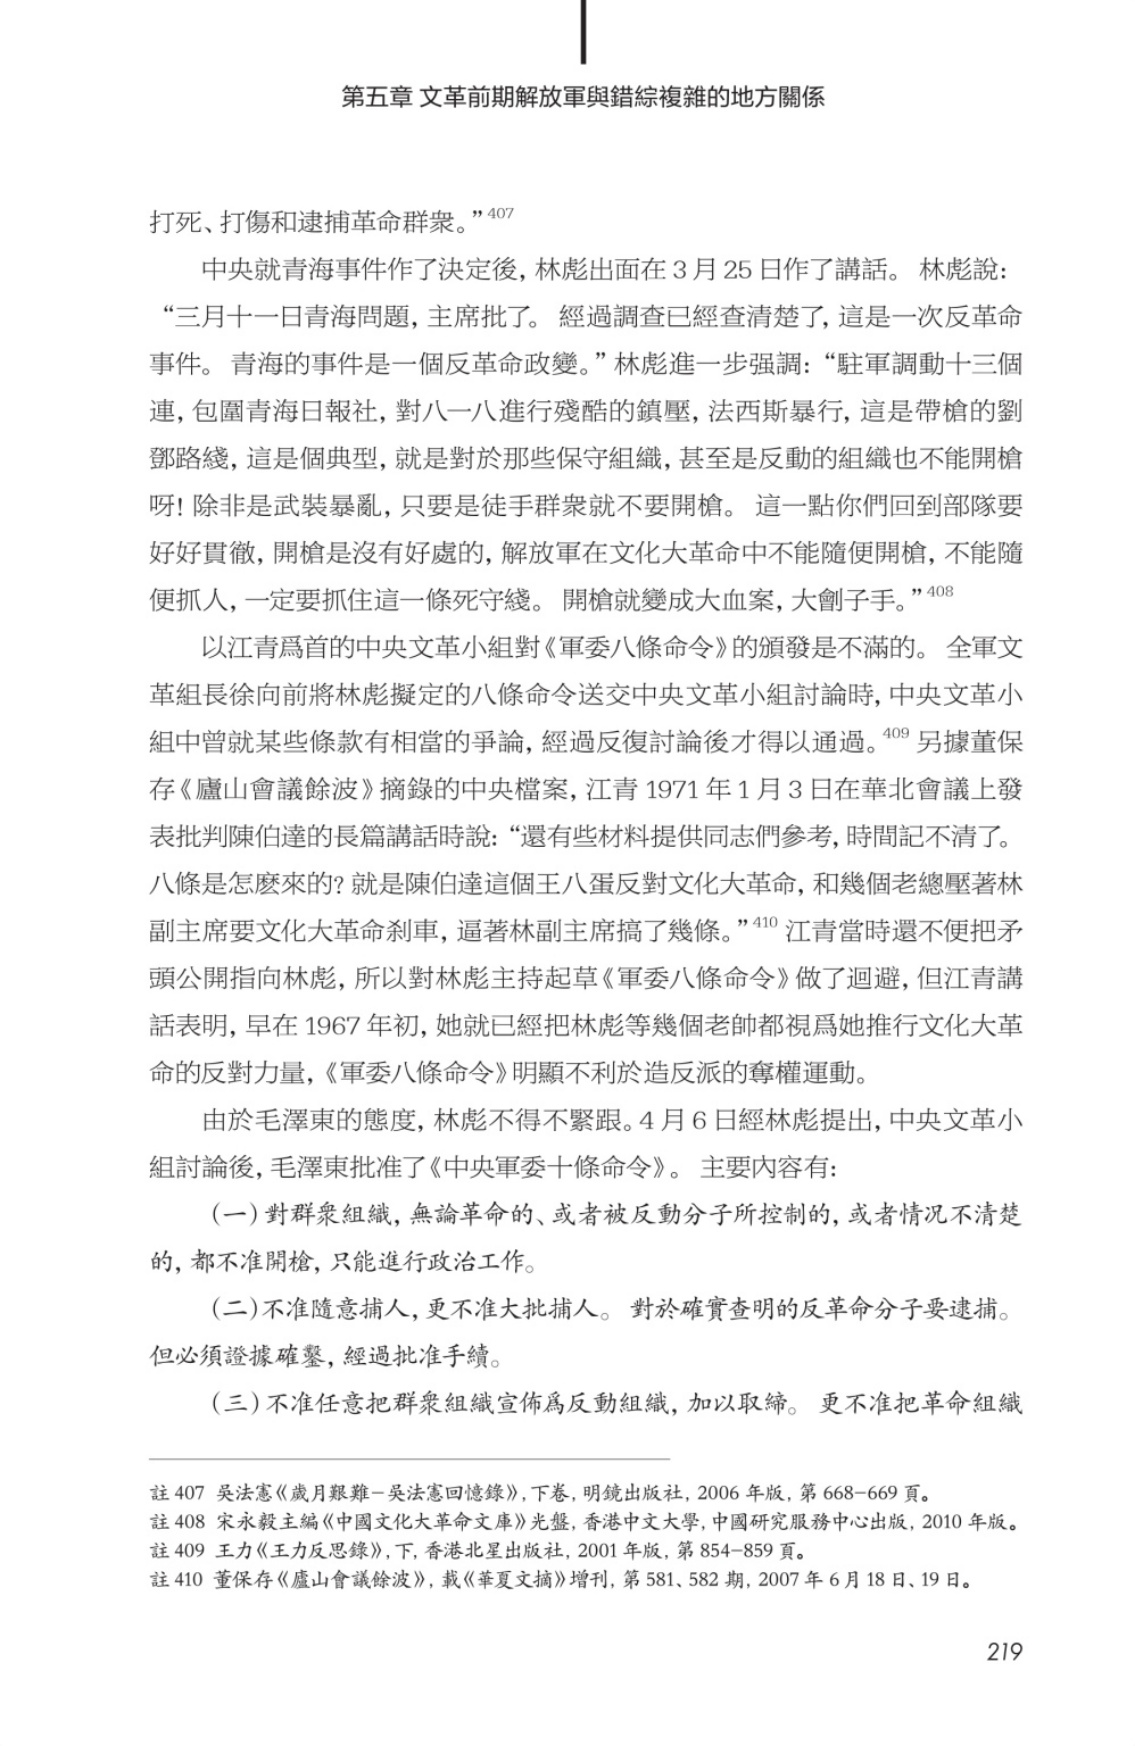 第五章 文革前期解放軍與錯綜複雜的地方關係
打死、打傷和逮捕革命群衆。”407
中央就青海事件作了決定後, 林彪出面在 3 月 25 日作了講話。 林彪說:
“三月十一日青海問題, 主席批了。 經過調查已經查清楚了, 這是一次反革命
事件。 青海的事件是一個反革命政變。” 林彪進一步强調: “駐軍調動十三個
連, 包圍青海日報社, 對八一八進行殘酷的鎮壓, 法西斯暴行, 這是帶槍的劉
鄧路綫, 這是個典型, 就是對於那些保守組織, 甚至是反動的組織也不能開槍
呀! 除非是武裝暴亂, 只要是徒手群衆就不要開槍。 這一點你們回到部隊要
好好貫徹, 開槍是沒有好處的, 解放軍在文化大革命中不能隨便開槍, 不能隨
便抓人, 一定要抓住這一條死守綫。 開槍就變成大血案, 大劊子手。”408
以江青爲首的中央文革小組對《軍委八條命令》的頒發是不滿的。 全軍文
革組長徐向前將林彪擬定的八條命令送交中央文革小組討論時, 中央文革小
組中曾就某些條款有相當的爭論, 經過反復討論後才得以通過。409 另據董保
存《廬山會議餘波》摘錄的中央檔案, 江青 1971 年 1 月 3 日在華北會議上發
表批判陳伯達的長篇講話時說: “還有些材料提供同志們參考, 時間記不清了。
八條是怎麽來的? 就是陳伯達這個王八蛋反對文化大革命, 和幾個老總壓著林
副主席要文化大革命刹車, 逼著林副主席搞了幾條。”410 江青當時還不便把矛
頭公開指向林彪, 所以對林彪主持起草《軍委八條命令》做了迴避, 但江青講
話表明, 早在 1967 年初, 她就已經把林彪等幾個老帥都視爲她推行文化大革
命的反對力量, 《軍委八條命令》明顯不利於造反派的奪權運動。
由於毛澤東的態度, 林彪不得不緊跟。4 月 6 日經林彪提出, 中央文革小
組討論後, 毛澤東批准了《中央軍委十條命令》。 主要內容有:
(一) 對群衆組織, 無論革命的、或者被反動分子所控制的, 或者情况不清楚
的, 都不准開槍, 只能進行政治工作。
(二)不准隨意捕人, 更不准大批捕人。 對於確實查明的反革命分子要逮捕。
但必須證據確鑿, 經過批准手續。
(三) 不准任意把群衆組織宣佈爲反動組織, 加以取締。 更不准把革命組織
註 407 吳法憲《歲月艱難－吳法憲回憶錄》, 下卷, 明鏡出版社, 2006 年版, 第 668-669 頁。
註 408 宋永毅主編《中國文化大革命文庫》光盤, 香港中文大學, 中國研究服務中心出版, 2010 年版。
註 409 王力《王力反思錄》, 下, 香港北星出版社, 2001 年版, 第 854-859 頁。
註 410 董保存《廬山會議餘波》, 載《華夏文摘》增刊, 第 581、582 期, 2007 年 6 月 18 日、19 日。
219